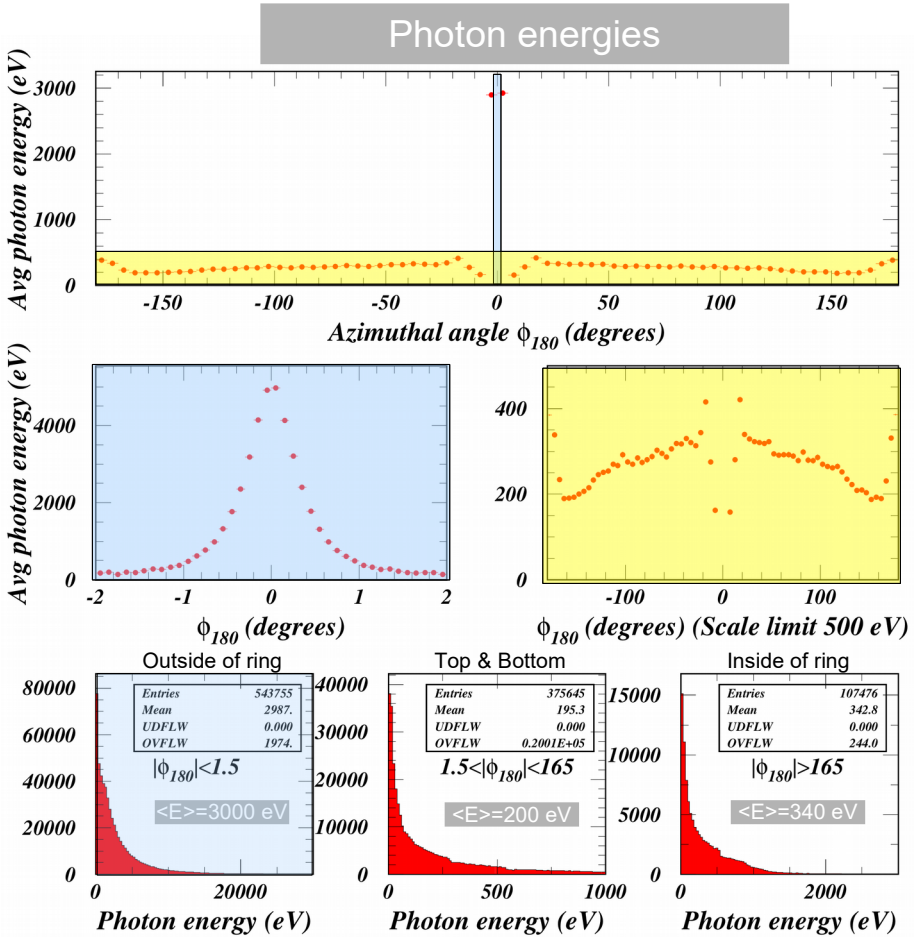 Photon energies
Avg photon energy (eV)
3000
2000
1000
0
-150 -100 -50 0 50 100 150
Azimuthal angle ϕ180 (degrees)
Avg photon energy (eV)
4000
2000
0
-2 -1 0 1 2
ϕ180 (degrees)
400
200
0
-100 0 100
ϕ180 (degrees) (Scale limit 500 eV)
Outside of ring
80000
60000
40000
20000
0
Entries 543755
Mean 2987.
UDFLW 0.000
OVFLW 1974.
|ϕ180|<1.5
<E>=3000 eV
0 20000
Photon energy (eV)
Top & Bottom
40000
30000
20000
10000
0
Entries 375645
Mean 195.3
UDFLW 0.000
OVFLW 0.2001E+05
1.5<|ϕ180|<165
<E>=200 eV
0 500 1000
Photon energy (eV)
Inside of ring
15000
10000
5000
0
Entries 107476
Mean 342.8
UDFLW 0.000
OVFLW 244.0
|ϕ180|>165
<E>=340 eV
0 2000
Photon energy (eV)